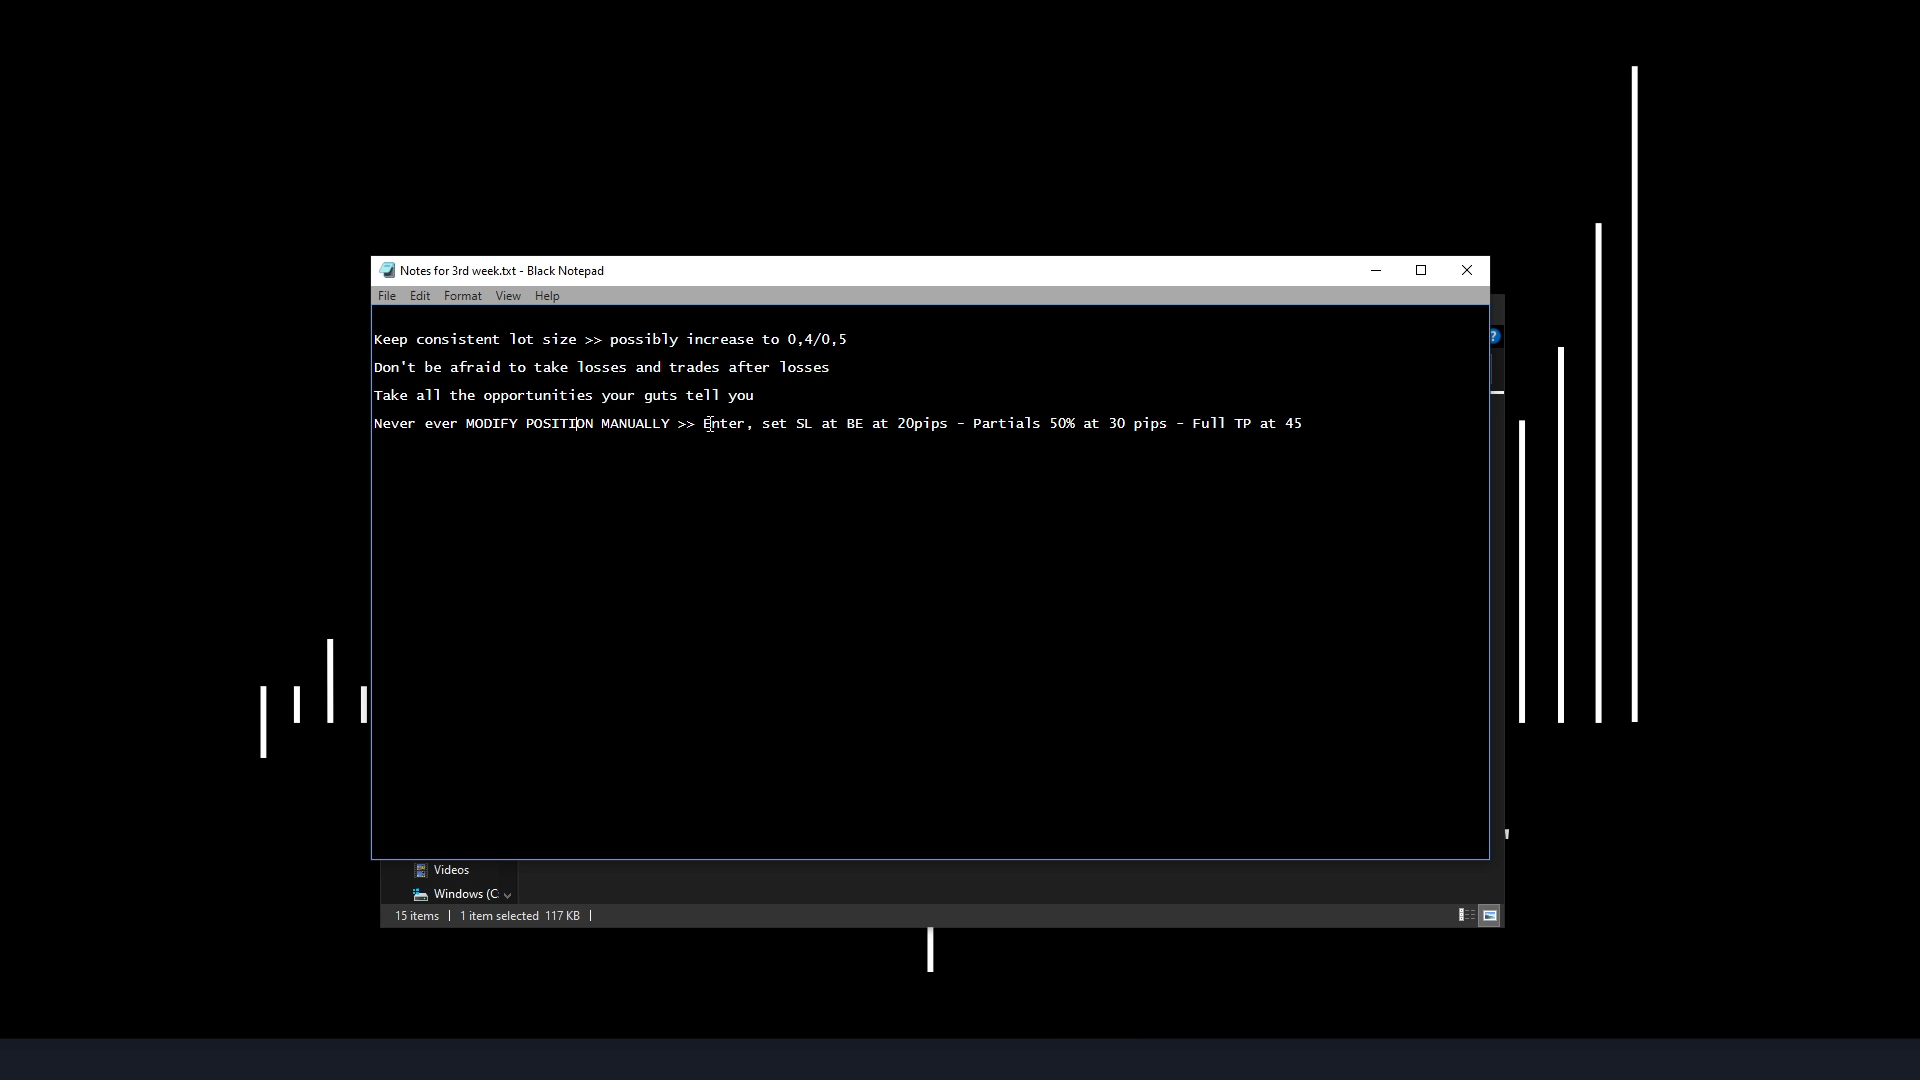 Notes for 3rd week.txt - Black Notepad
File Edit Format View Help
Keep consistent lot size >> possibly increase to 0,4/0,5
Don't be afraid to take losses and trades after losses
Take all the opportunities your guts tell you
Never ever MODIFY POSITION MANUALLY >> Enter, set SL at BE at 20pips - Partials 50% at 30 pips - Full TP at 45
?
Videos
Windows (C:
15 items | 1 item selected 117 KB |